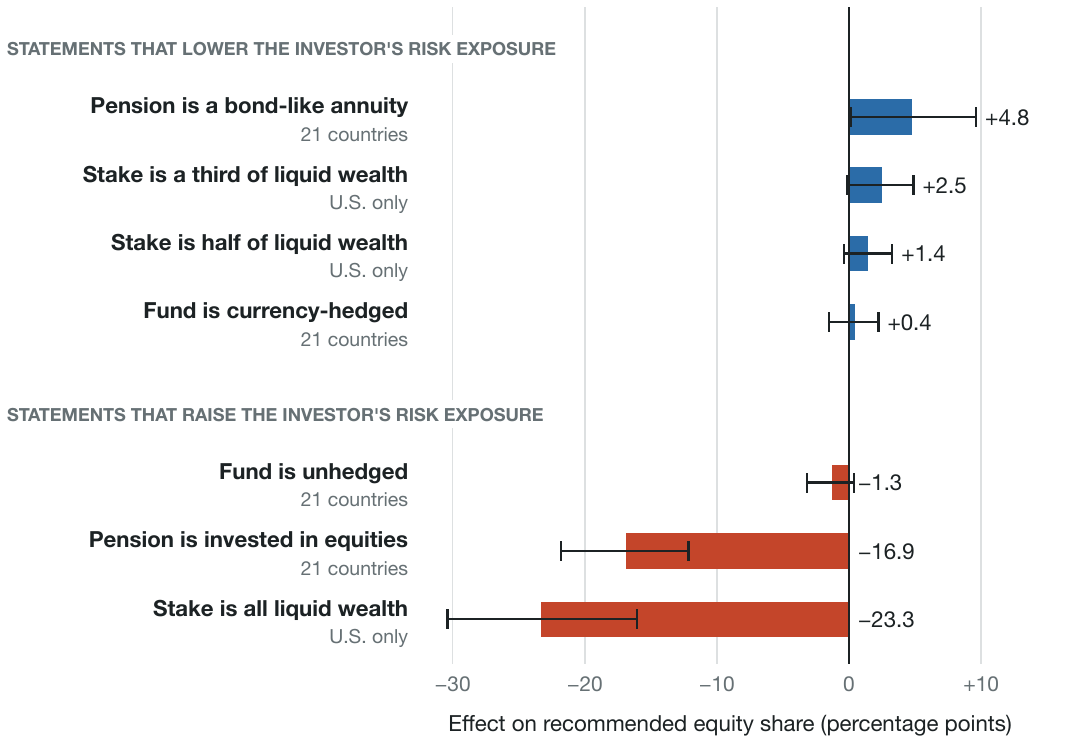 STATEMENTS THAT LOWER THE INVESTOR'S RISK EXPOSURE
Pension is a bond-like annuity
21 countries
+4.8
Stake is a third of liquid wealth
U.S. only
+2.5
Stake is half of liquid wealth
U.S. only
+1.4
Fund is currency-hedged
21 countries
+0.4
STATEMENTS THAT RAISE THE INVESTOR'S RISK EXPOSURE
Fund is unhedged
21 countries
−1.3
Pension is invested in equities
21 countries
−16.9
Stake is all liquid wealth
U.S. only
−23.3
−30 −20 −10 0 +10
Effect on recommended equity share (percentage points)